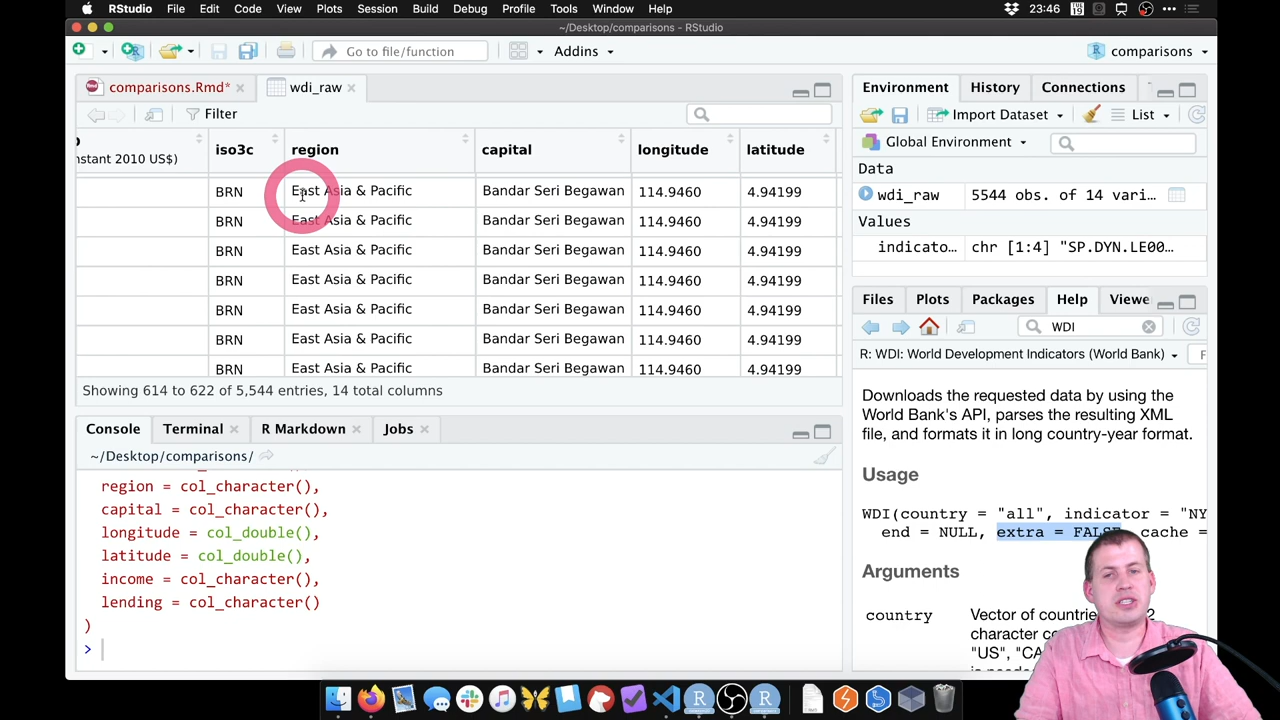 RStudio File Edit Code View Plots Session Build Debug Profile Tools Window Help 23:46 TUE 19
~/Desktop/comparisons - RStudio
Go to file/function Addins comparisons
comparisons.Rmd* wdi_raw
Filter
nstant 2010 US$) iso3c region capital longitude latitude
BRN East Asia & Pacific Bandar Seri Begawan 114.9460 4.94199
BRN East Asia & Pacific Bandar Seri Begawan 114.9460 4.94199
BRN East Asia & Pacific Bandar Seri Begawan 114.9460 4.94199
BRN East Asia & Pacific Bandar Seri Begawan 114.9460 4.94199
BRN East Asia & Pacific Bandar Seri Begawan 114.9460 4.94199
BRN East Asia & Pacific Bandar Seri Begawan 114.9460 4.94199
BRN East Asia & Pacific Bandar Seri Begawan 114.9460 4.94199
Showing 614 to 622 of 5,544 entries, 14 total columns
Console Terminal R Markdown Jobs
~/Desktop/comparisons/
region = col_character(),
capital = col_character(),
longitude = col_double(),
latitude = col_double(),
income = col_character(),
lending = col_character()
)
>
Environment History Connections
Import Dataset List
Global Environment
Data
wdi_raw 5544 obs. of 14 vari…
Values
indicato… chr [1:4] "SP.DYN.LE00…
Files Plots Packages Help Viewe
WDI
R: WDI: World Development Indicators (World Bank)
Downloads the requested data by using the
World Bank's API, parses the resulting XML
file, and formats it in long country-year format.
Usage
WDI(country = "all", indicator = "NY
end = NULL, extra = FALSE, cache =
Arguments
country Vector of countries
character co
"US", "CA